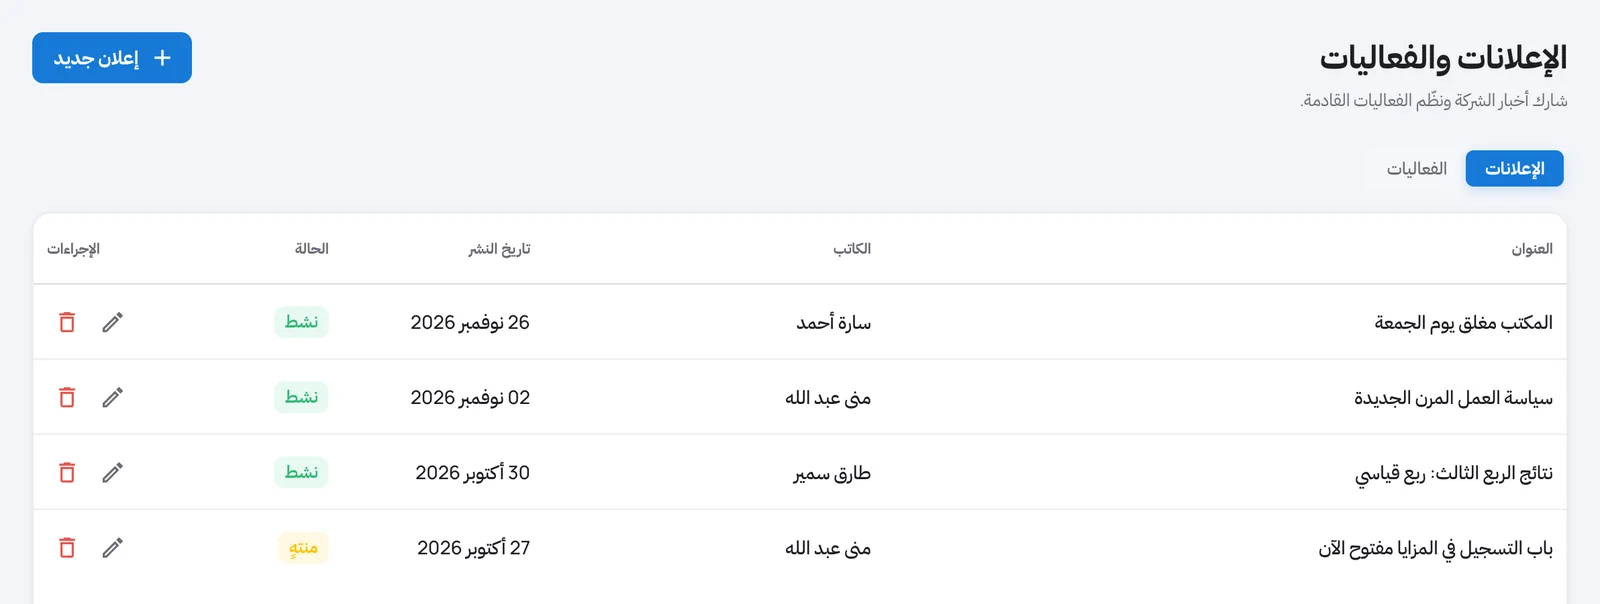 الإعلانات والفعاليات
إعلان جديد
شارك أخبار الشركة ونظّم الفعاليات القادمة.
الإعلانات الفعاليات
العنوان الكاتب تاريخ النشر الحالة الإجراءات
المكتب مغلق يوم الجمعة سارة أحمد 26 نوفمبر 2026 نشط
سياسة العمل المرن الجديدة منى عبد الله 02 نوفمبر 2026 نشط
نتائج الربع الثالث: ربع قياسي طارق سمير 30 أكتوبر 2026 نشط
باب التسجيل في المزايا مفتوح الآن منى عبد الله 27 أكتوبر 2026 منتهٍ